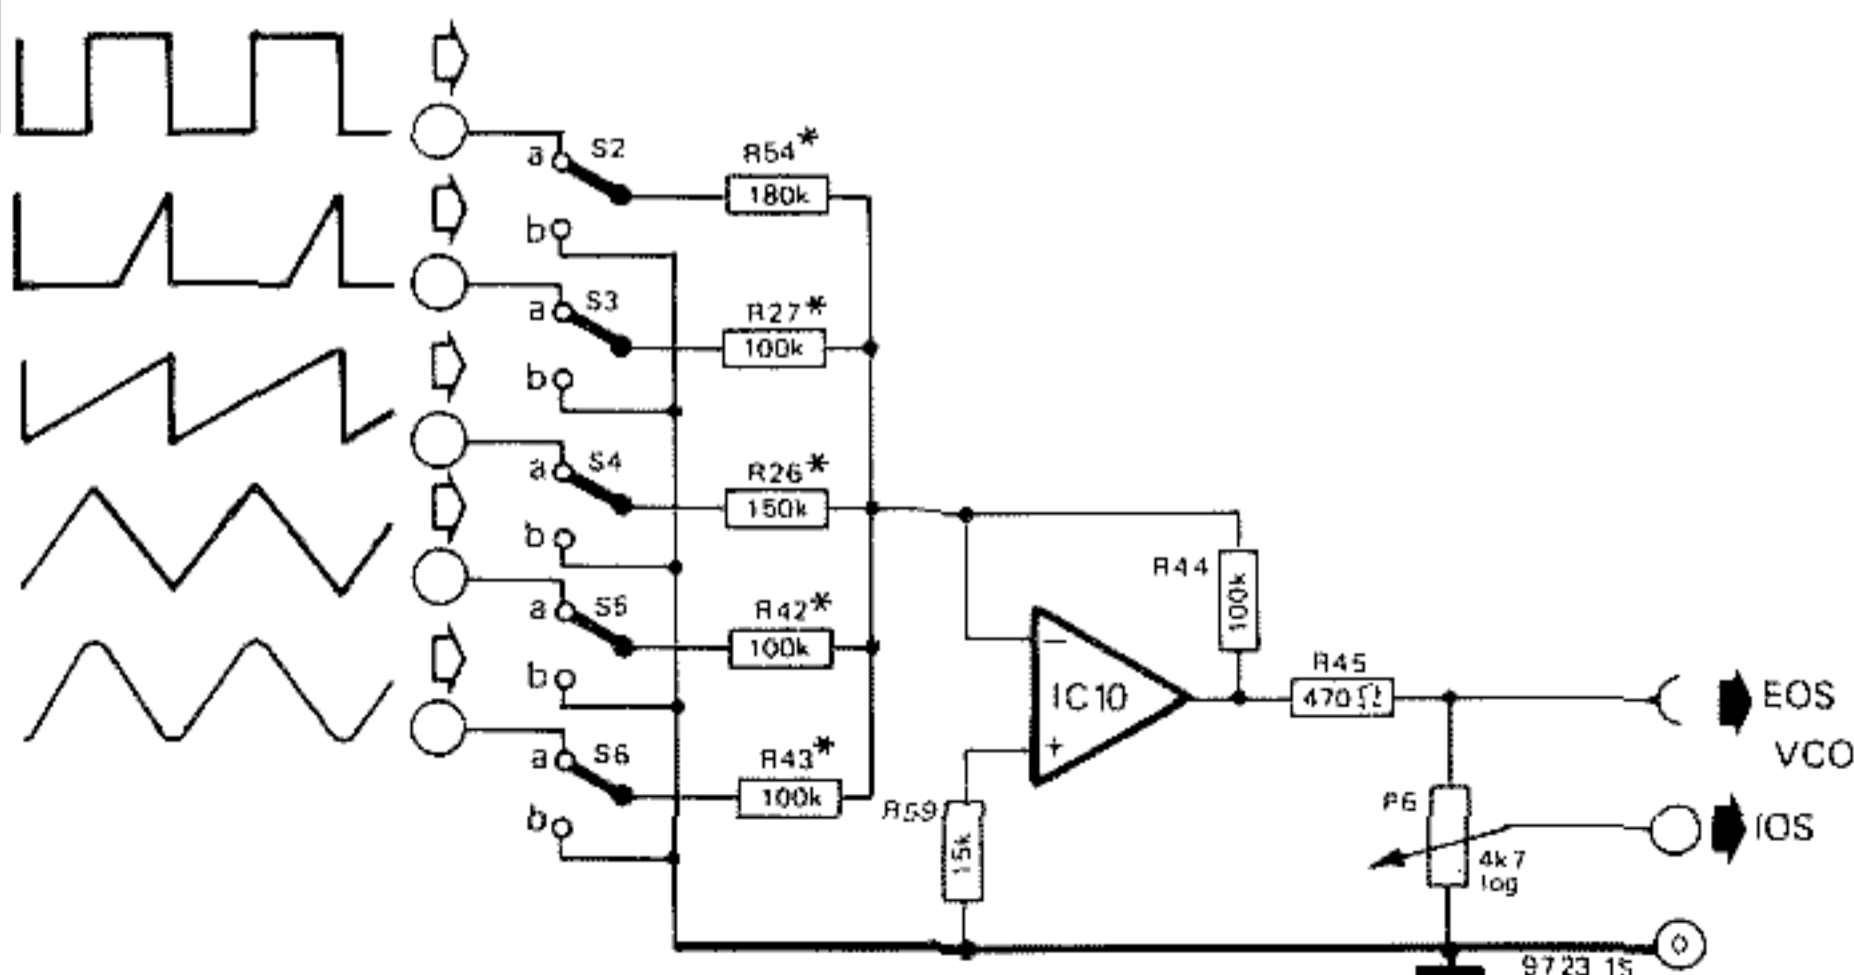 a S2
R54*
180k
b
a S3
R27*
100k
b
a S4
R26*
150k
b
a S5
R42*
100k
b
a S6
R43*
100k
b
R44
100k
−
IC10
+
R59
15k
R45
470Ω
EOS
VCO
P6
4k7
log
IOS
0
9723 15